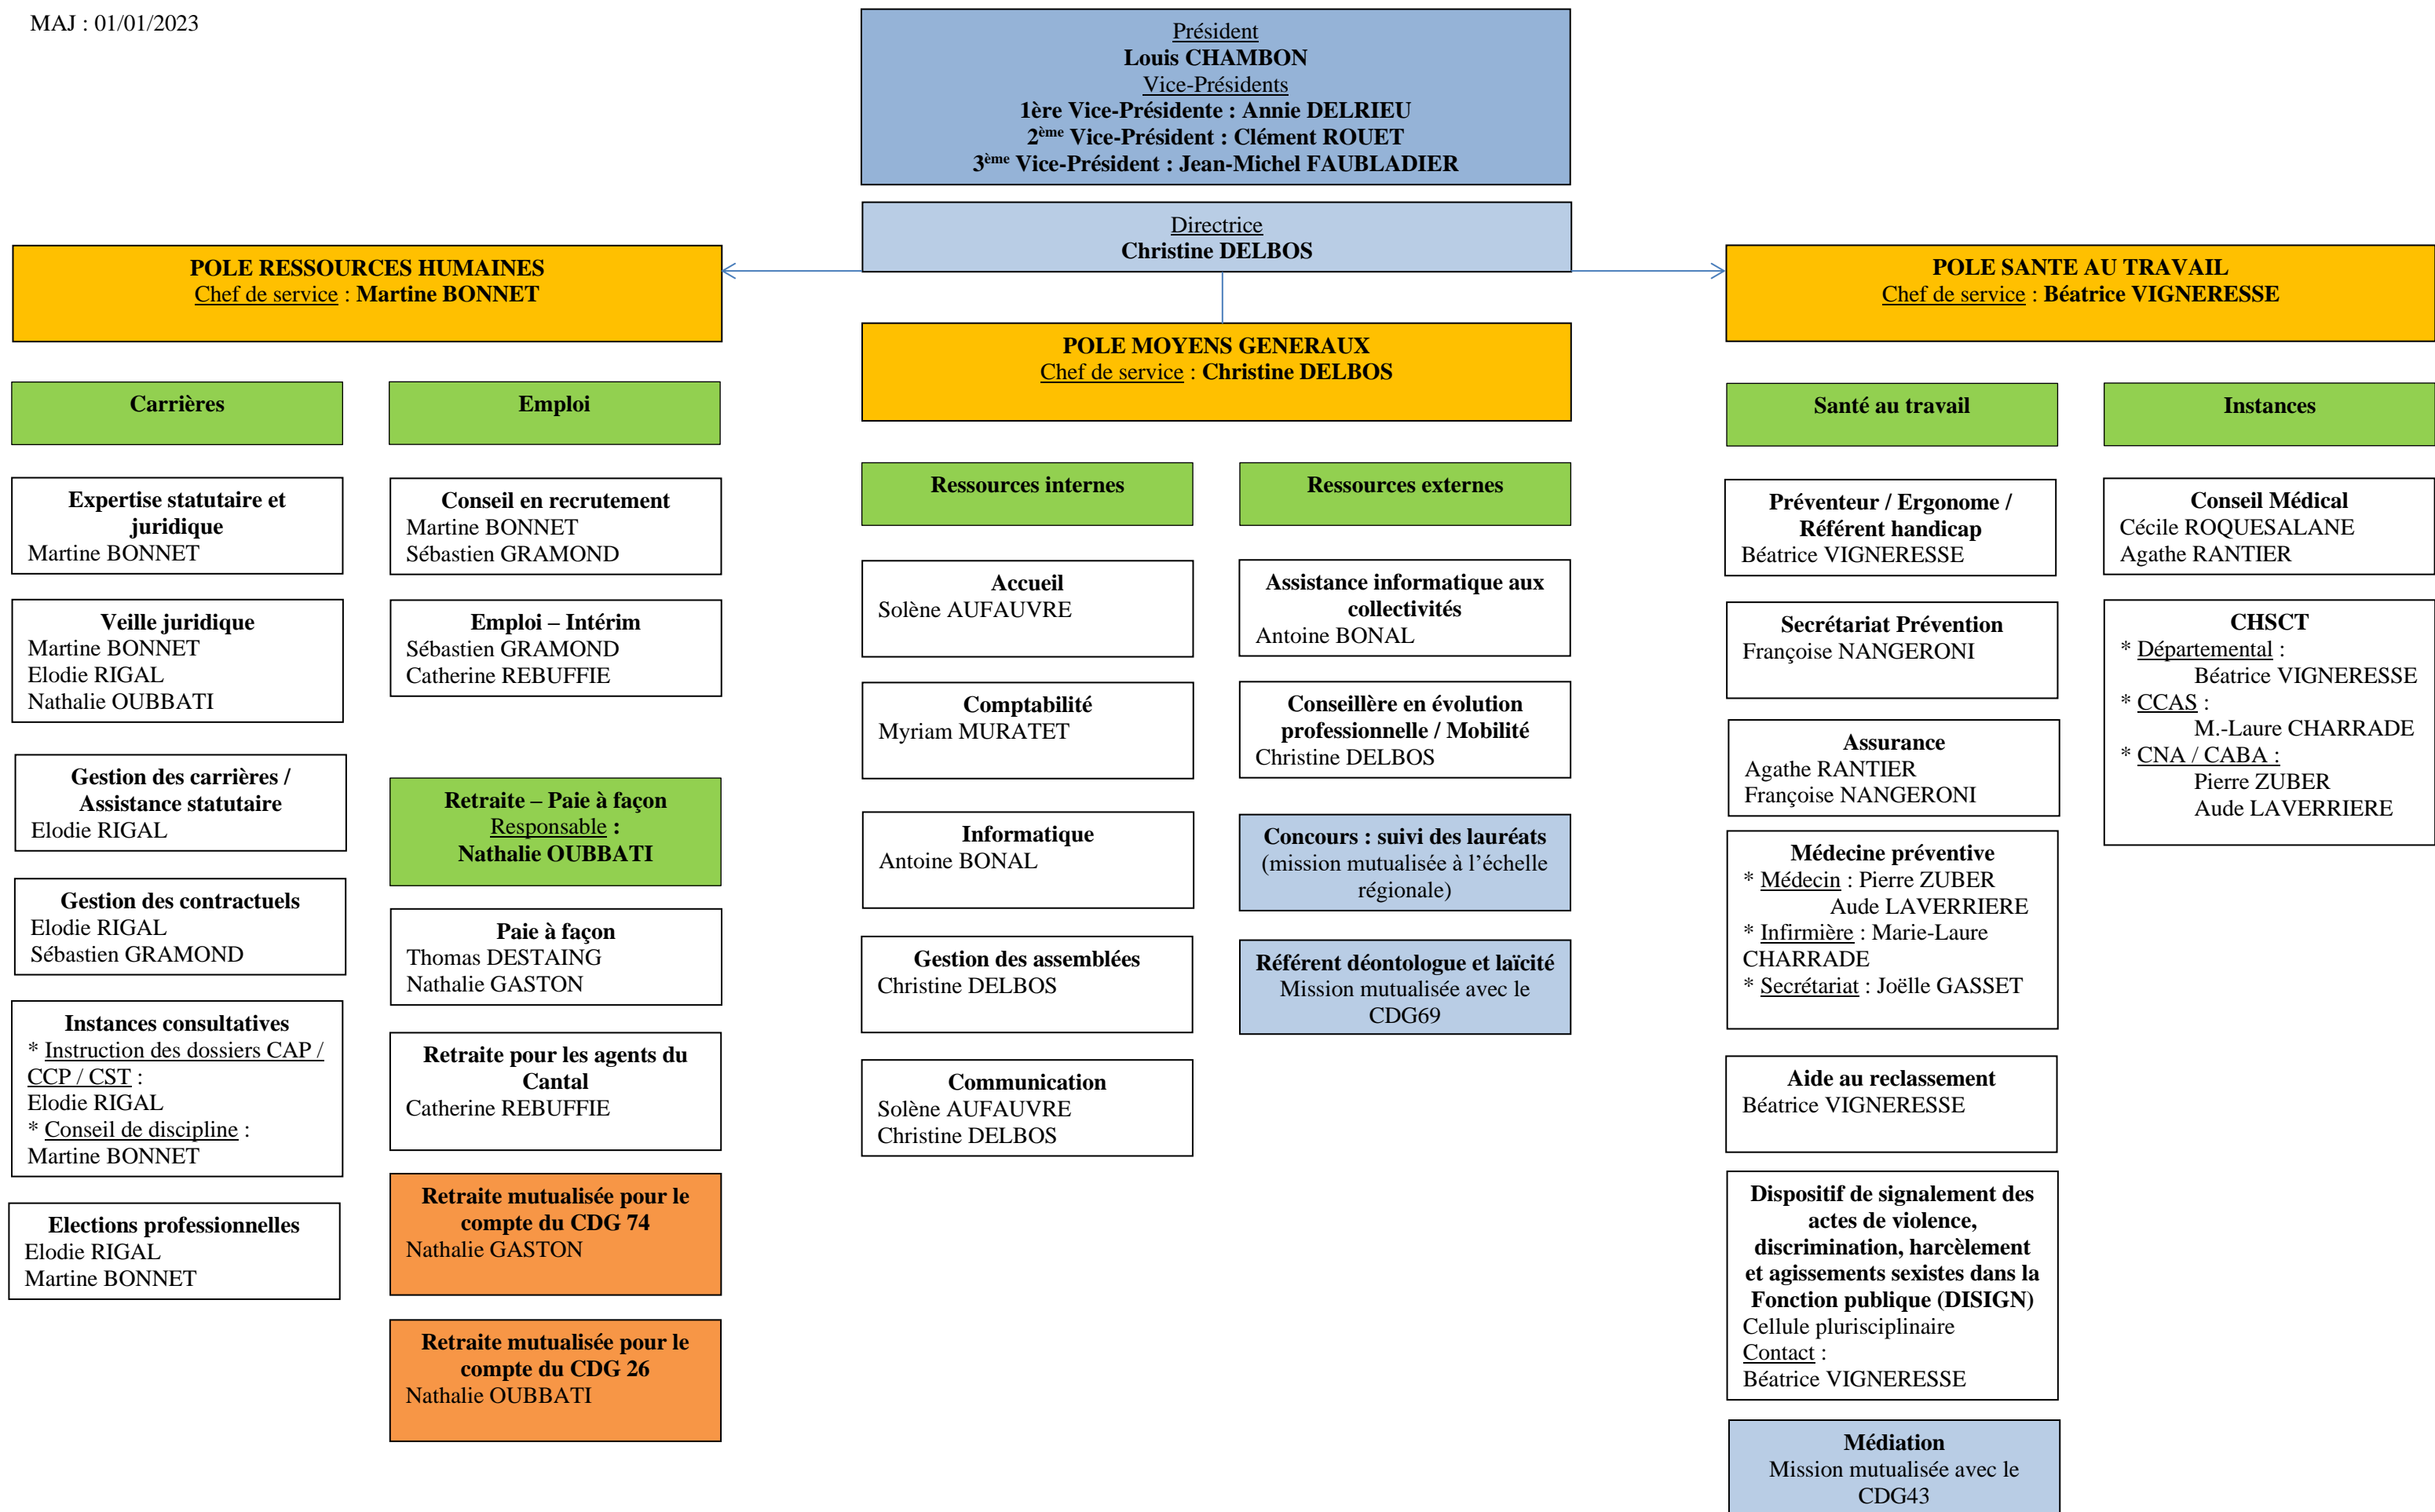 MAJ : 01/01/2023
Président
Louis CHAMBON
Vice-Présidents
1ère Vice-Présidente : Annie DELRIEU
2ème Vice-Président : Clément ROUET
3ème Vice-Président : Jean-Michel FAUBLADIER
Directrice
Christine DELBOS
POLE RESSOURCES HUMAINES
Chef de service : Martine BONNET
POLE MOYENS GENERAUX
Chef de service : Christine DELBOS
POLE SANTE AU TRAVAIL
Chef de service : Béatrice VIGNERESSE
Carrières
Expertise statutaire et
juridique
Martine BONNET
Veille juridique
Martine BONNET
Elodie RIGAL
Nathalie OUBBATI
Gestion des carrières /
Assistance statutaire
Elodie RIGAL
Gestion des contractuels
Elodie RIGAL
Sébastien GRAMOND
Instances consultatives
* Instruction des dossiers CAP /
CCP / CST :
Elodie RIGAL
* Conseil de discipline :
Martine BONNET
Elections professionnelles
Elodie RIGAL
Martine BONNET
Emploi
Conseil en recrutement
Martine BONNET
Sébastien GRAMOND
Emploi – Intérim
Sébastien GRAMOND
Catherine REBUFFIE
Retraite – Paie à façon
Responsable :
Nathalie OUBBATI
Paie à façon
Thomas DESTAING
Nathalie GASTON
Retraite pour les agents du
Cantal
Catherine REBUFFIE
Retraite mutualisée pour le
compte du CDG 74
Nathalie GASTON
Retraite mutualisée pour le
compte du CDG 26
Nathalie OUBBATI
Ressources internes
Accueil
Solène AUFAUVRE
Comptabilité
Myriam MURATET
Informatique
Antoine BONAL
Gestion des assemblées
Christine DELBOS
Communication
Solène AUFAUVRE
Christine DELBOS
Ressources externes
Assistance informatique aux
collectivités
Antoine BONAL
Conseillère en évolution
professionnelle / Mobilité
Christine DELBOS
Concours : suivi des lauréats
(mission mutualisée à l’échelle
régionale)
Référent déontologue et laïcité
Mission mutualisée avec le
CDG69
Santé au travail
Préventeur / Ergonome /
Référent handicap
Béatrice VIGNERESSE
Secrétariat Prévention
Françoise NANGERONI
Assurance
Agathe RANTIER
Françoise NANGERONI
Médecine préventive
* Médecin : Pierre ZUBER
Aude LAVERRIERE
* Infirmière : Marie-Laure
CHARRADE
* Secrétariat : Joëlle GASSET
Aide au reclassement
Béatrice VIGNERESSE
Dispositif de signalement des
actes de violence,
discrimination, harcèlement
et agissements sexistes dans la
Fonction publique (DISIGN)
Cellule plurisciplinaire
Contact :
Béatrice VIGNERESSE
Médiation
Mission mutualisée avec le
CDG43
Instances
Conseil Médical
Cécile ROQUESALANE
Agathe RANTIER
CHSCT
* Départemental :
Béatrice VIGNERESSE
* CCAS :
M.-Laure CHARRADE
* CNA / CABA :
Pierre ZUBER
Aude LAVERRIERE